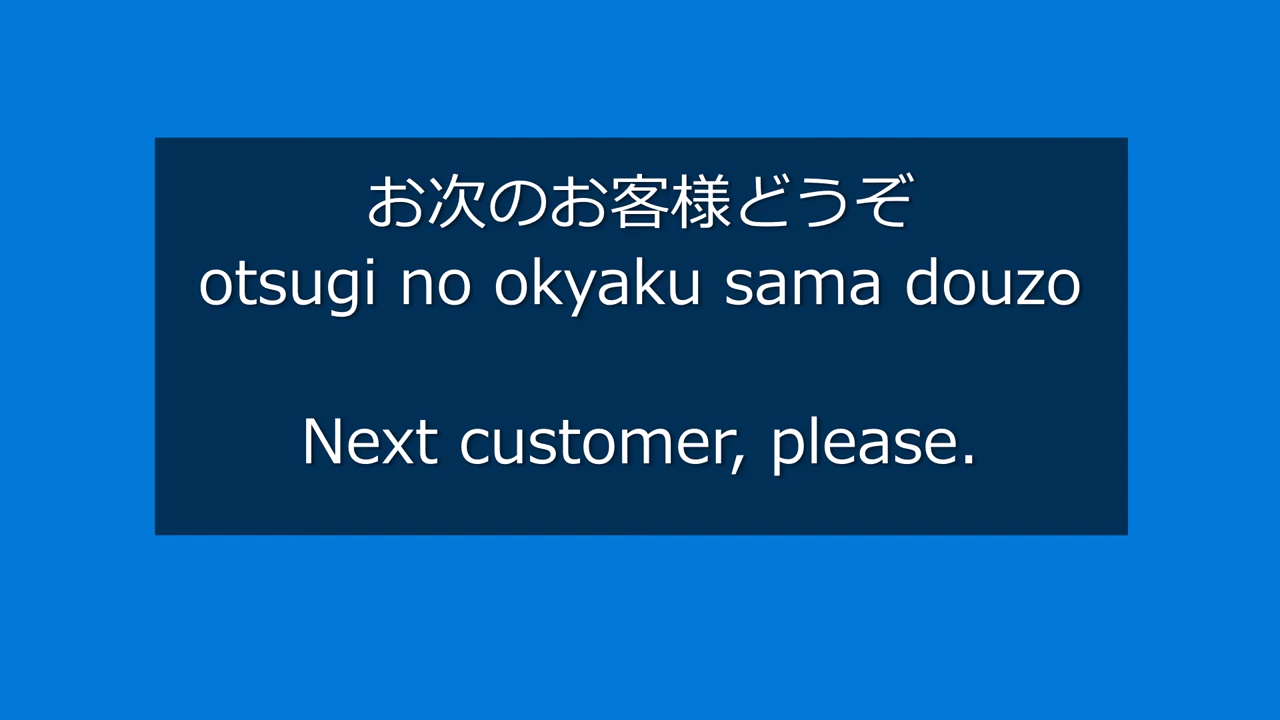 お次のお客様どうぞ
otsugi no okyaku sama douzo
Next customer, please.